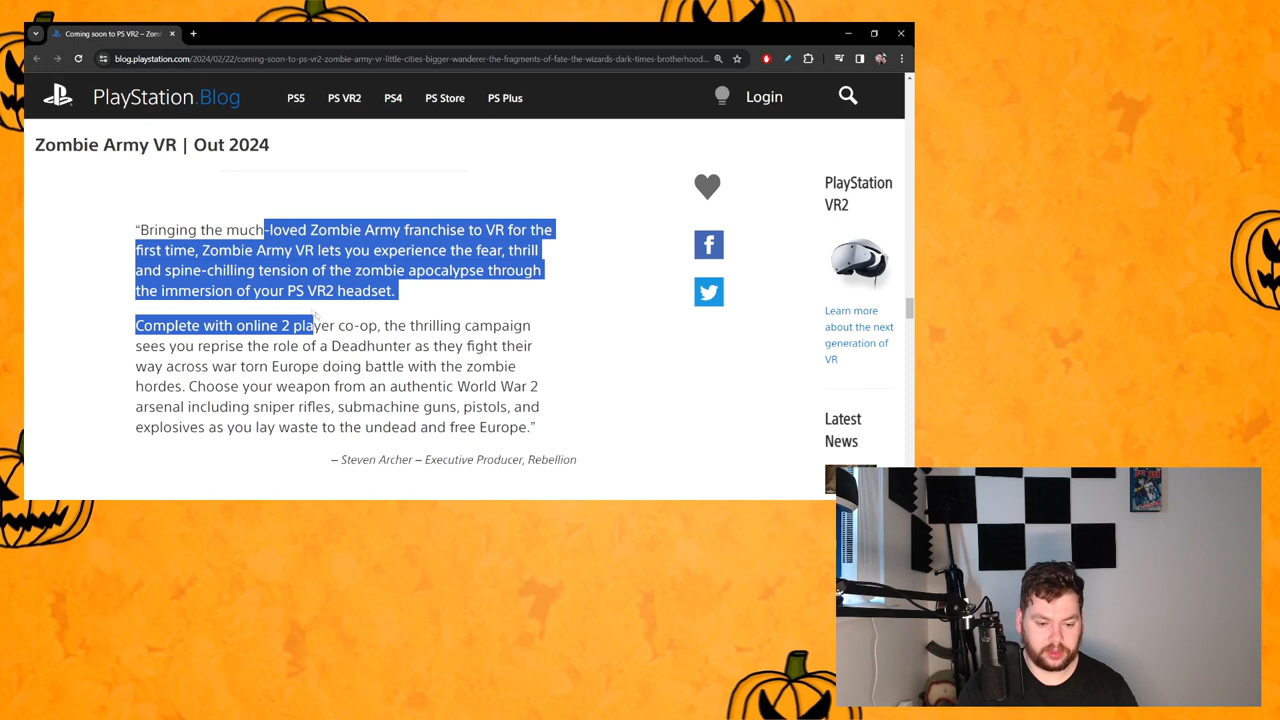 Coming soon to PS VR2 – Zom
blog.playstation.com/2024/02/22/coming-soon-to-ps-vr2-zombie-army-vr-little-cities-bigger-wanderer-the-fragments-of-fate-the-wizards-dark-times-brotherhood...
PlayStation.Blog PS5 PS VR2 PS4 PS Store PS Plus Login
Zombie Army VR | Out 2024
“Bringing the much-loved Zombie Army franchise to VR for the
first time, Zombie Army VR lets you experience the fear, thrill
and spine-chilling tension of the zombie apocalypse through
the immersion of your PS VR2 headset.
Complete with online 2 player co-op, the thrilling campaign
sees you reprise the role of a Deadhunter as they fight their
way across war torn Europe doing battle with the zombie
hordes. Choose your weapon from an authentic World War 2
arsenal including sniper rifles, submachine guns, pistols, and
explosives as you lay waste to the undead and free Europe.”
– Steven Archer – Executive Producer, Rebellion
PlayStation
VR2
Learn more
about the next
generation of
VR
Latest
News